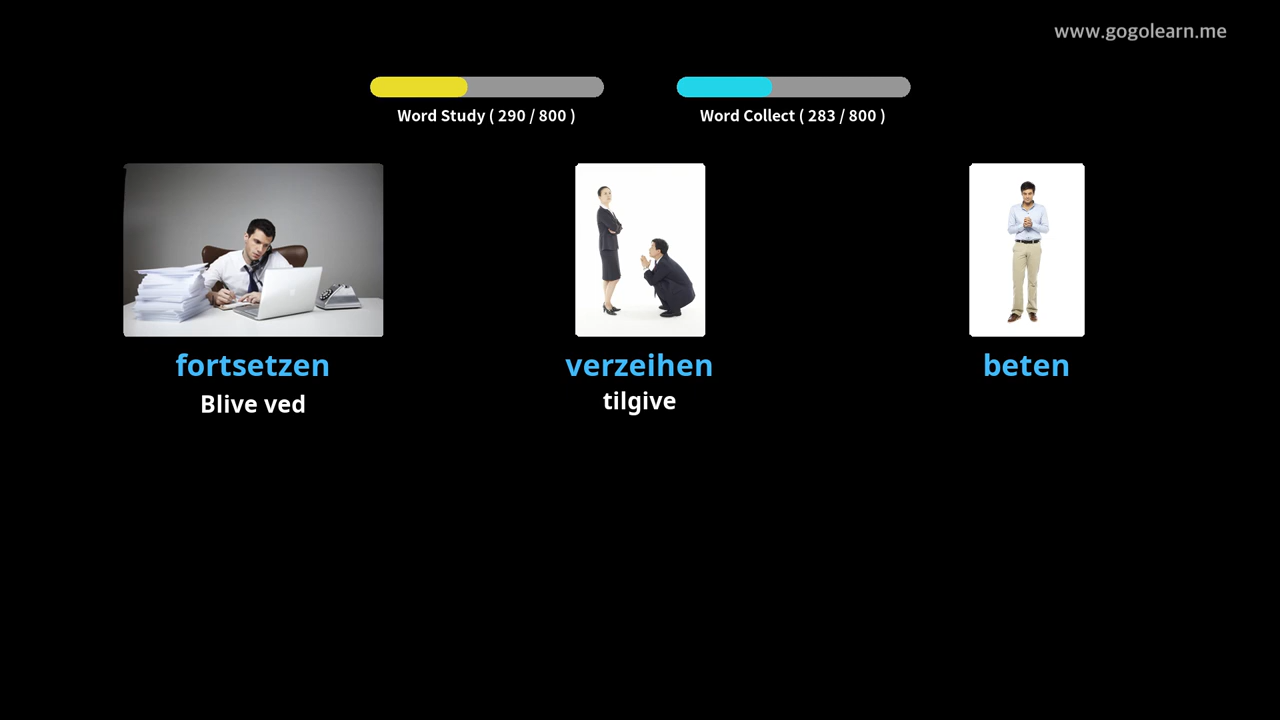 www.gogolearn.me
Word Study ( 290 / 800 )
Word Collect ( 283 / 800 )
fortsetzen
Blive ved
verzeihen
tilgive
beten